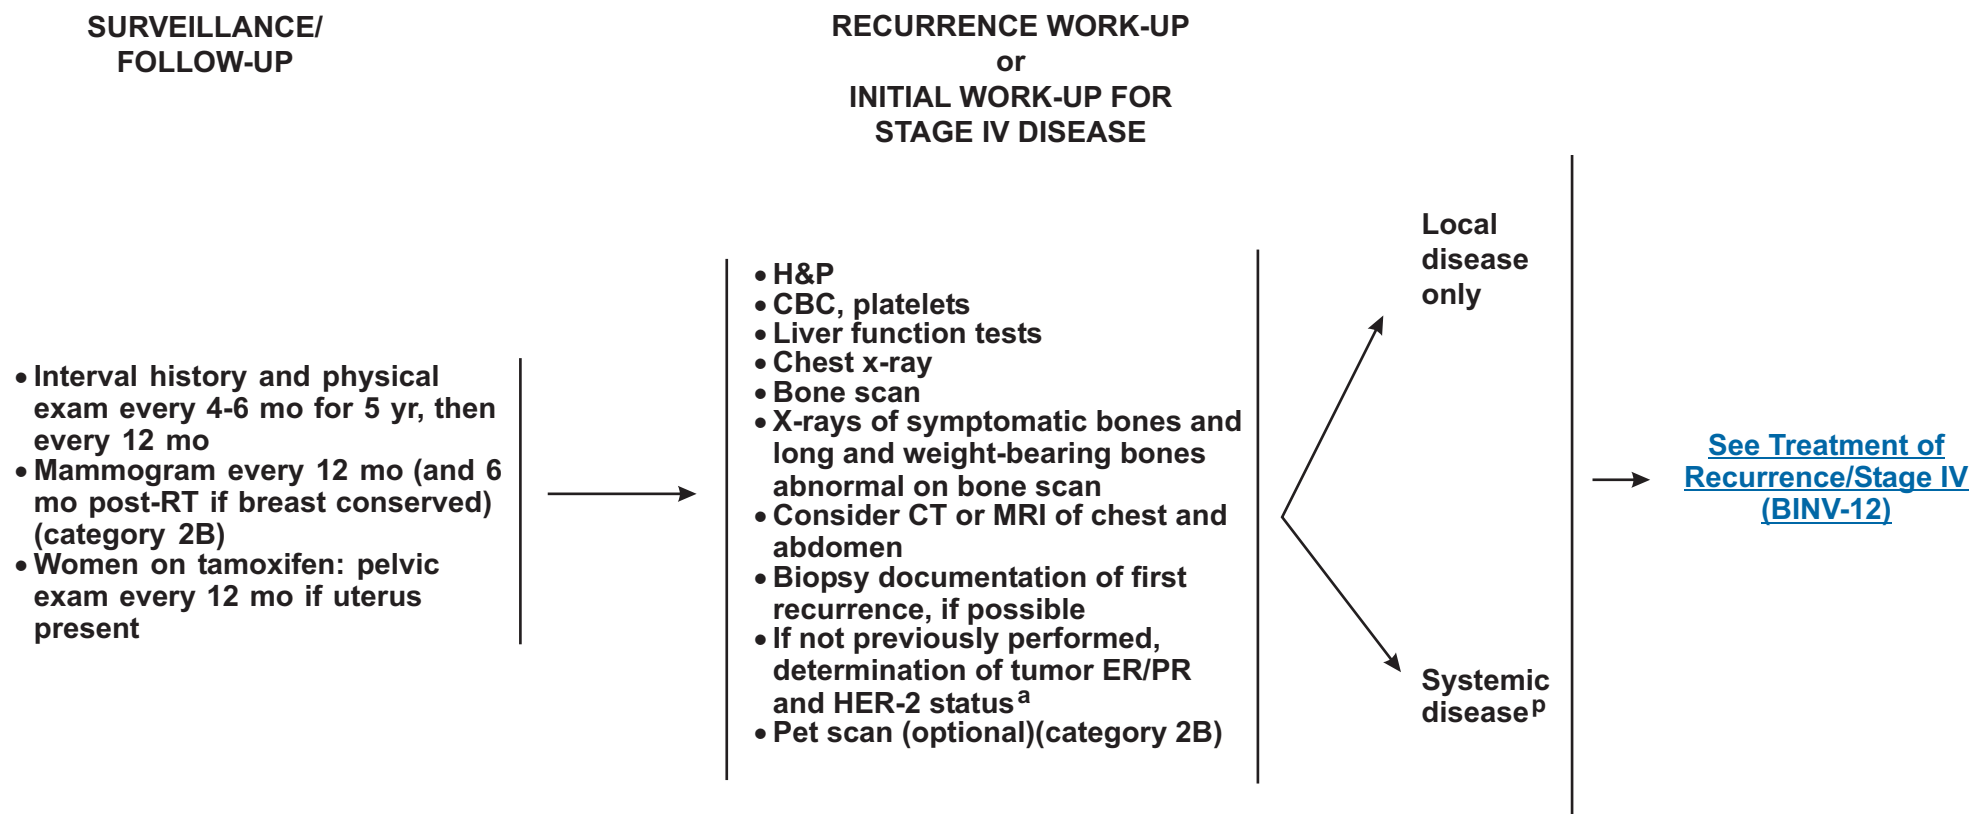 SURVEILLANCE/
FOLLOW-UP
RECURRENCE WORK-UP
or
INITIAL WORK-UP FOR
STAGE IV DISEASE
• Interval history and physical
exam every 4-6 mo for 5 yr, then
every 12 mo
• Mammogram every 12 mo (and 6
mo post-RT if breast conserved)
(category 2B)
• Women on tamoxifen: pelvic
exam every 12 mo if uterus
present
• H&P
• CBC, platelets
• Liver function tests
• Chest x-ray
• Bone scan
• X-rays of symptomatic bones and
long and weight-bearing bones
abnormal on bone scan
• Consider CT or MRI of chest and
abdomen
• Biopsy documentation of first
recurrence, if possible
• If not previously performed,
determination of tumor ER/PR
and HER-2 status a
• Pet scan (optional)(category 2B)
Local
disease
only
Systemic
disease p
See Treatment of
Recurrence/Stage IV
(BINV-12)